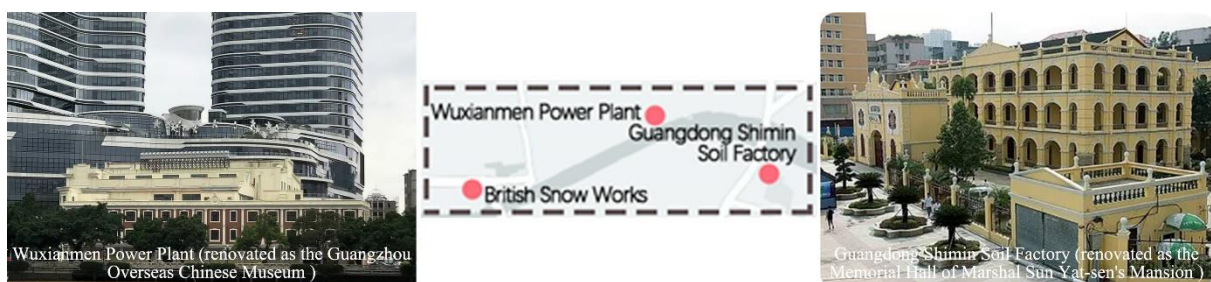 Wuxianmen Power Plant (renovated as the Guangzhou
Overseas Chinese Museum )
Wuxianmen Power Plant
Guangdong Shimin
Soil Factory
British Snow Works
Guangdong Shimin Soil Factory (renovated as the
Memorial Hall of Marshal Sun Yat-sen's Mansion )